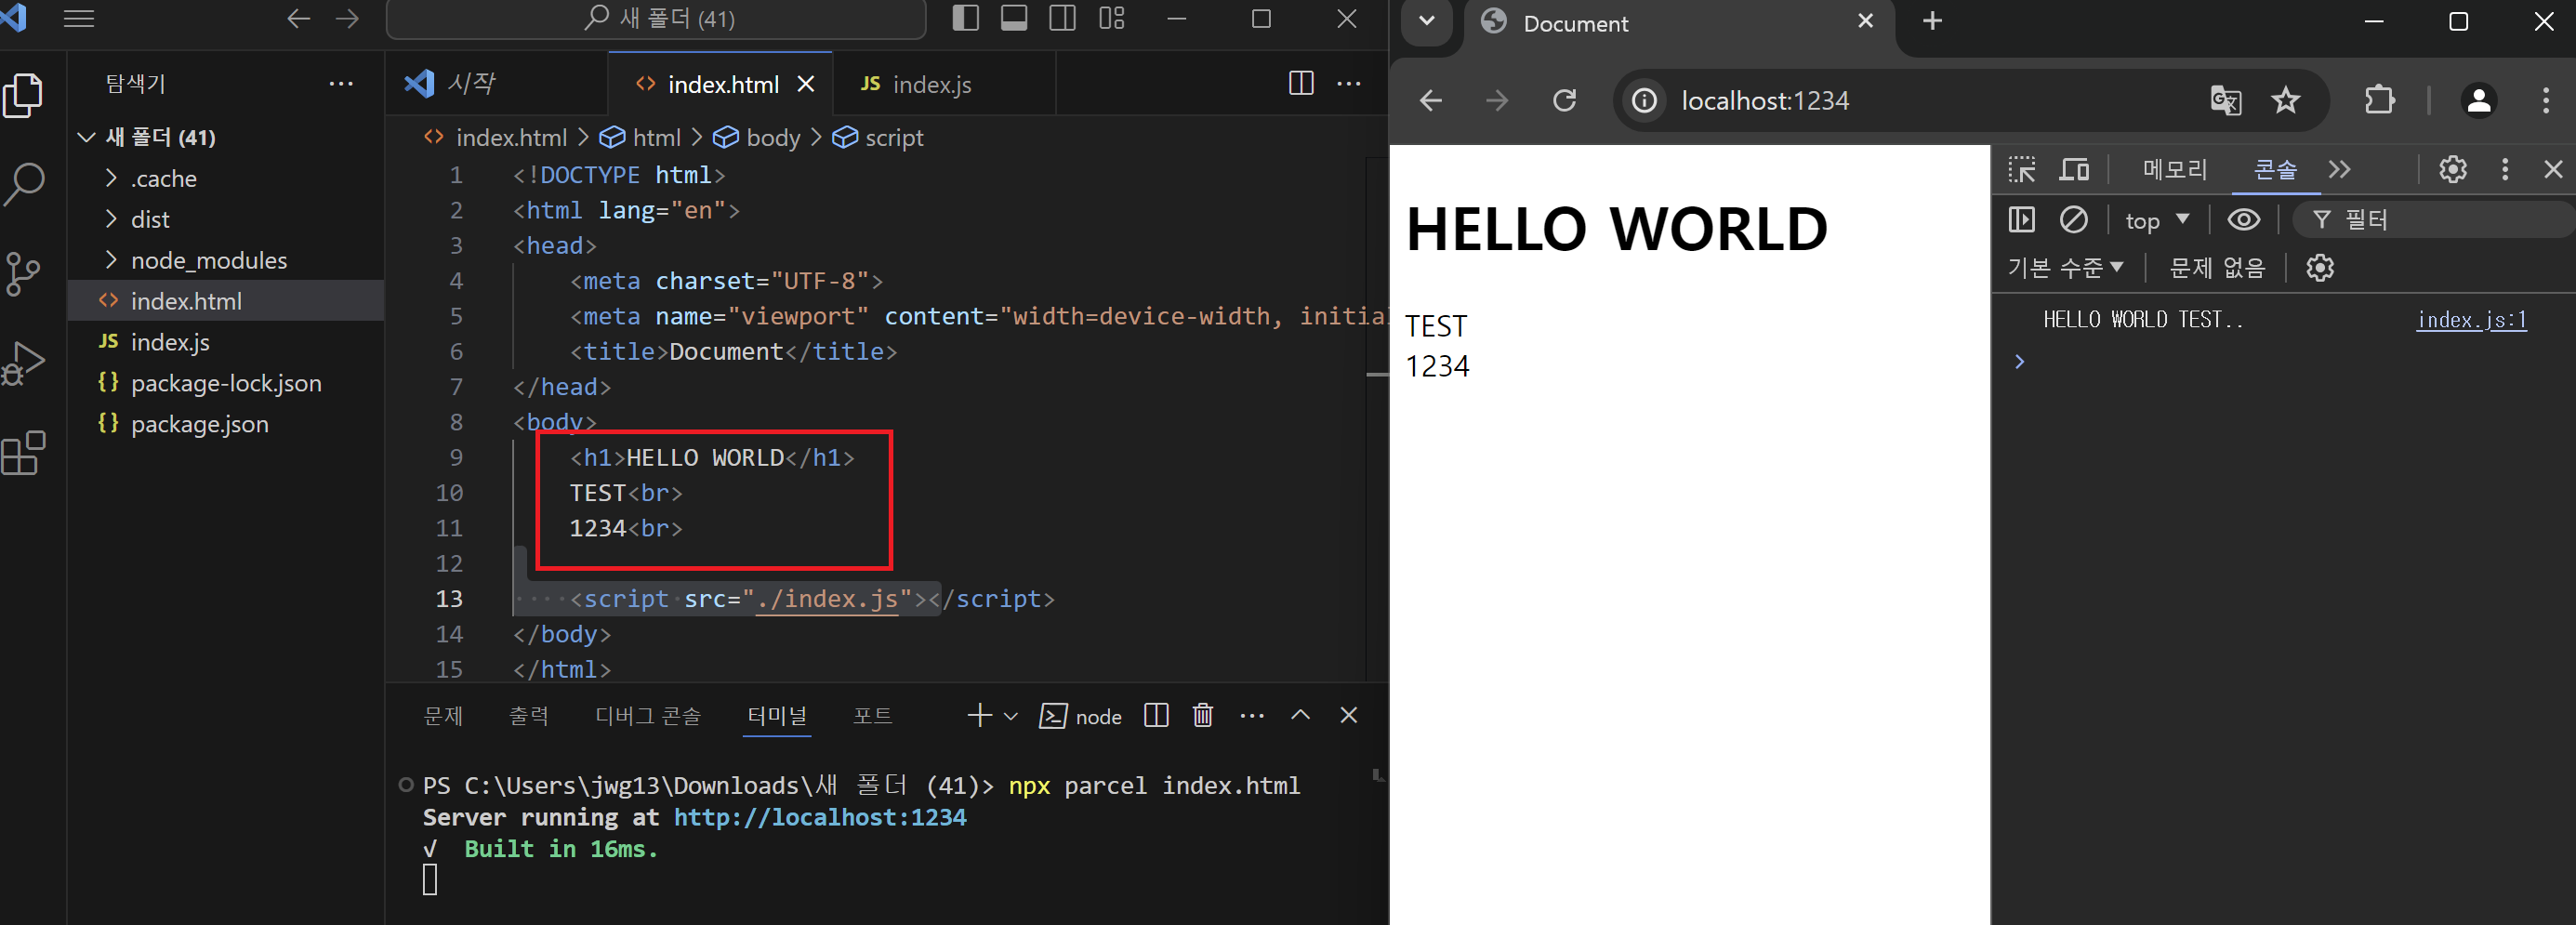 새 폴더 (41)
탐색기
새 폴더 (41)
.cache
dist
node_modules
index.html
JS index.js
{} package-lock.json
{} package.json
시작
index.html
JS index.js
index.html > html > body > script
1 <!DOCTYPE html>
2 <html lang="en">
3 <head>
4 <meta charset="UTF-8">
5 <meta name="viewport" content="width=device-width, initia
6 <title>Document</title>
7 </head>
8 <body>
9 <h1>HELLO WORLD</h1>
10 TEST<br>
11 1234<br>
12
13 <script src="./index.js"></script>
14 </body>
15 </html>
문제 출력 디버그 콘솔 터미널 포트
node
PS C:\Users\jwg13\Downloads\새 폴더 (41)> npx parcel index.html
Server running at http://localhost:1234
√ Built in 16ms.
Document
localhost:1234
HELLO WORLD
TEST
1234
메모리 콘솔
top 필터
기본 수준 문제 없음
HELLO WORLD TEST.. index.js:1